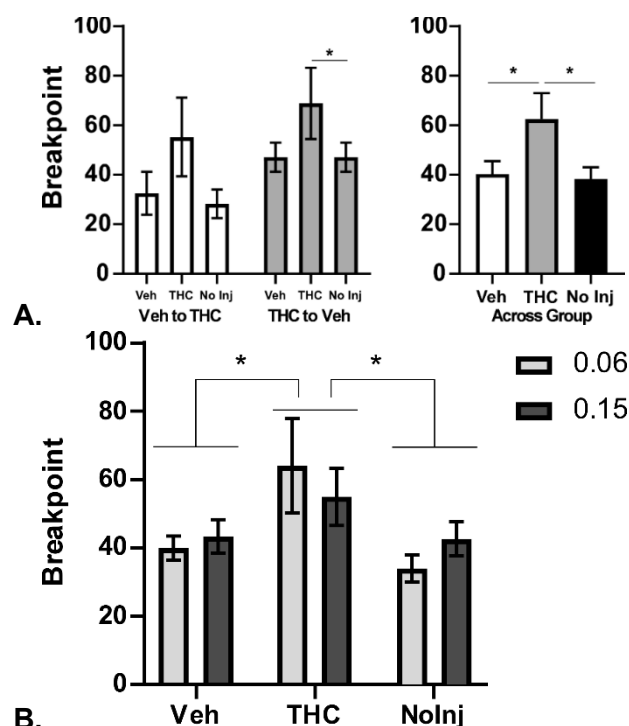 Breakpoint
100
80
60
40
20
0
*
Veh THC No Inj
Veh to THC
Veh THC No Inj
THC to Veh
100
80
60
40
20
0
* *
Veh THC No Inj
Across Group
A.
Breakpoint
100
80
60
40
20
0
* *
Veh THC NoInj
0.06
0.15
B.